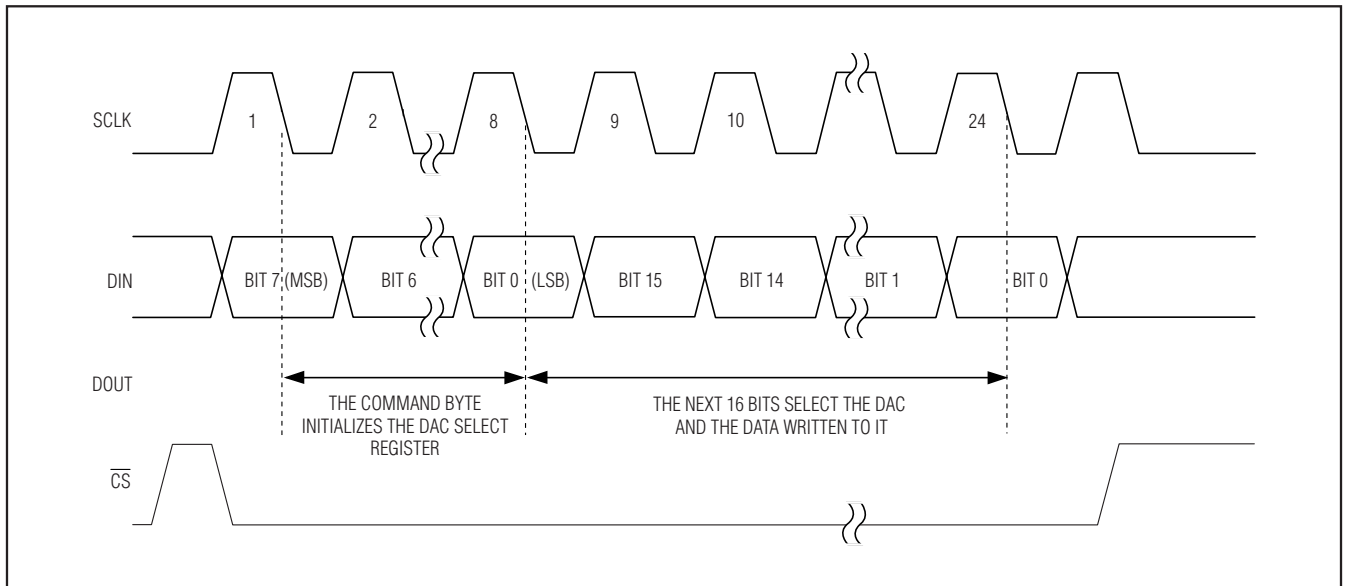 SCLK
1
2
8
9
10
24
DIN
BIT 7 (MSB)
BIT 6
BIT 0 (LSB)
BIT 15
BIT 14
BIT 1
BIT 0
DOUT
THE COMMAND BYTE
INITIALIZES THE DAC SELECT
REGISTER
THE NEXT 16 BITS SELECT THE DAC
AND THE DATA WRITTEN TO IT
CS